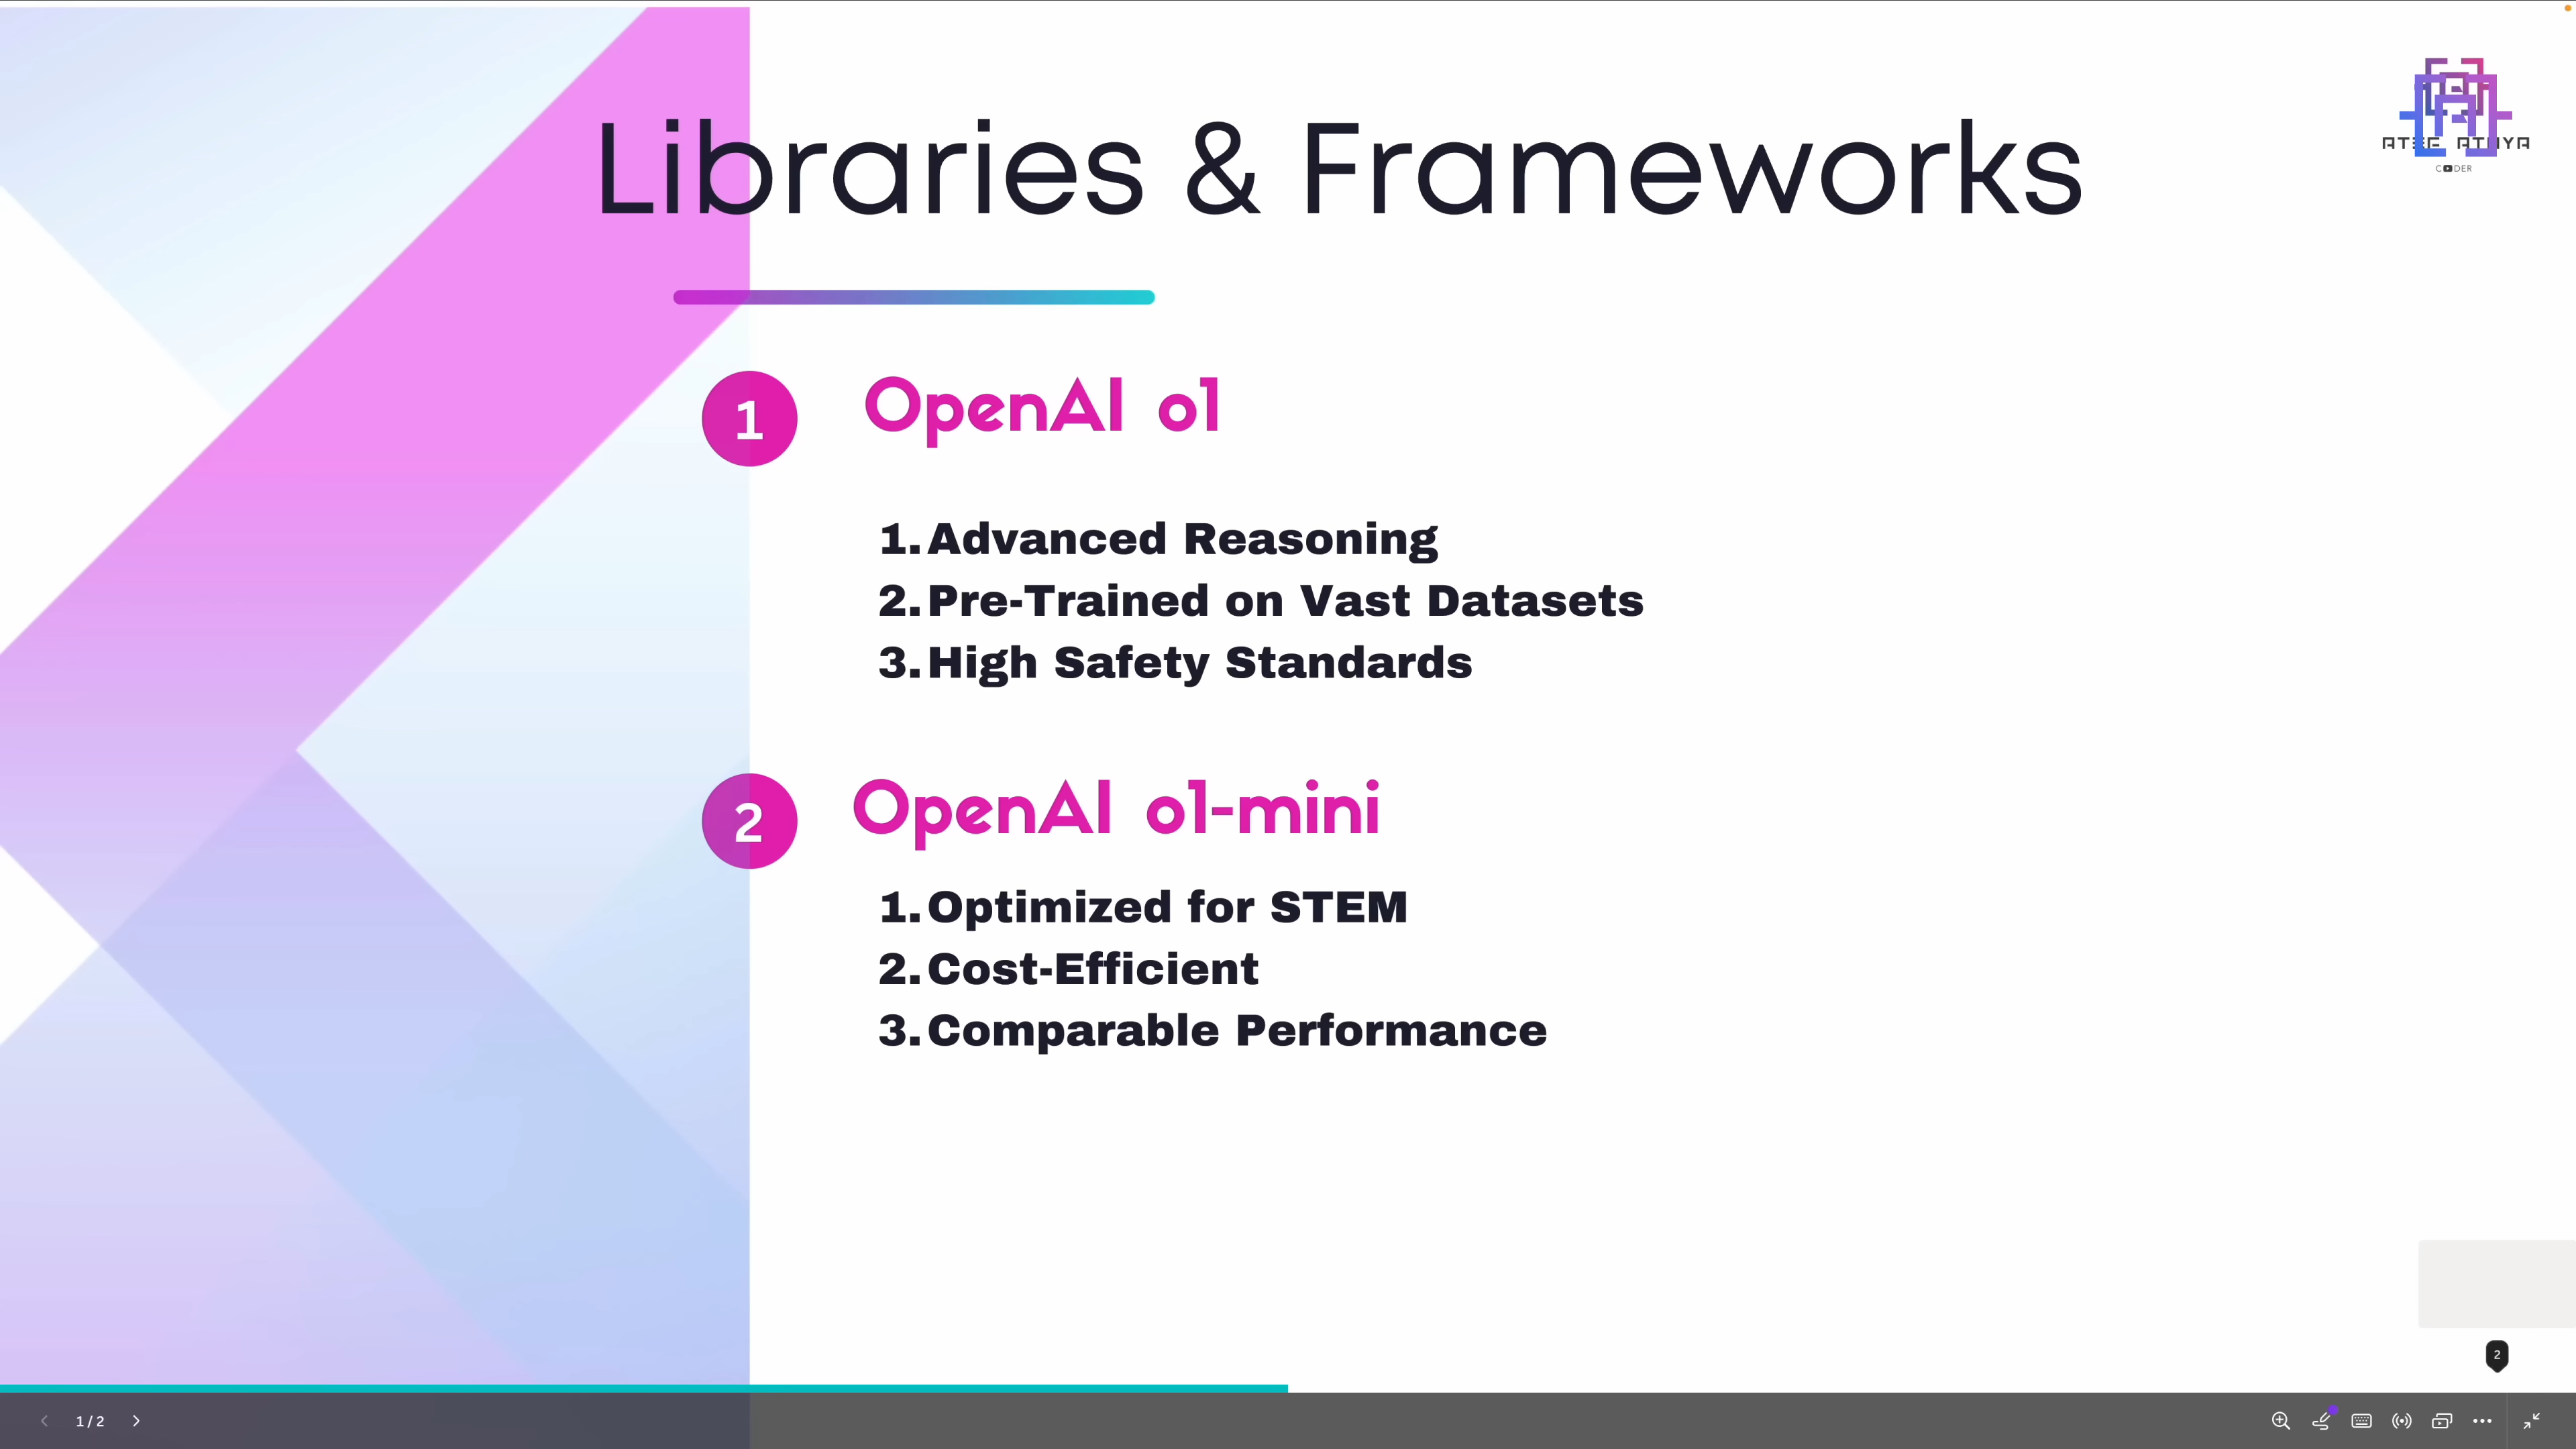 Libraries & Frameworks
CODER
1
OpenAI o1
1. Advanced Reasoning
2. Pre-Trained on Vast Datasets
3. High Safety Standards
2
OpenAI o1-mini
1. Optimized for STEM
2. Cost-Efficient
3. Comparable Performance
2
1 / 2